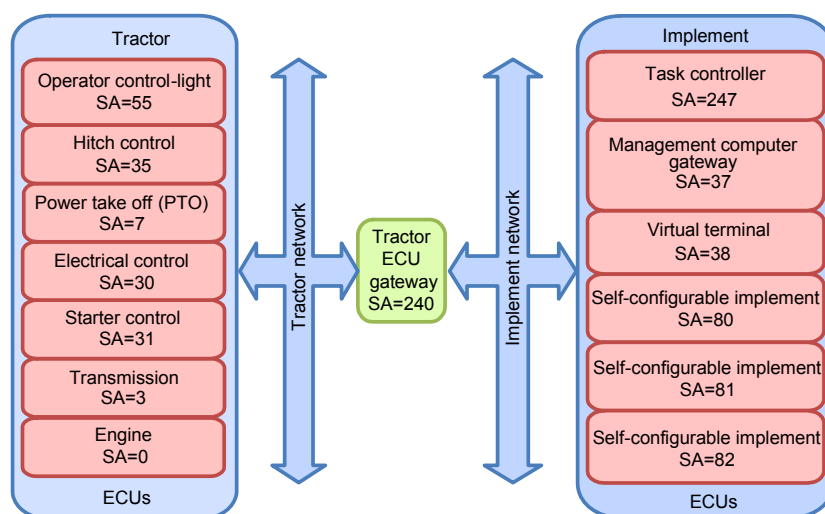 Tractor
Operator control-light
SA=55
Hitch control
SA=35
Power take off (PTO)
SA=7
Electrical control
SA=30
Starter control
SA=31
Transmission
SA=3
Engine
SA=0
ECUs
Tractor network
Tractor
ECU
gateway
SA=240
Implement network
Implement
Task controller
SA=247
Management computer
gateway
SA=37
Virtual terminal
SA=38
Self-configurable implement
SA=80
Self-configurable implement
SA=81
Self-configurable implement
SA=82
ECUs